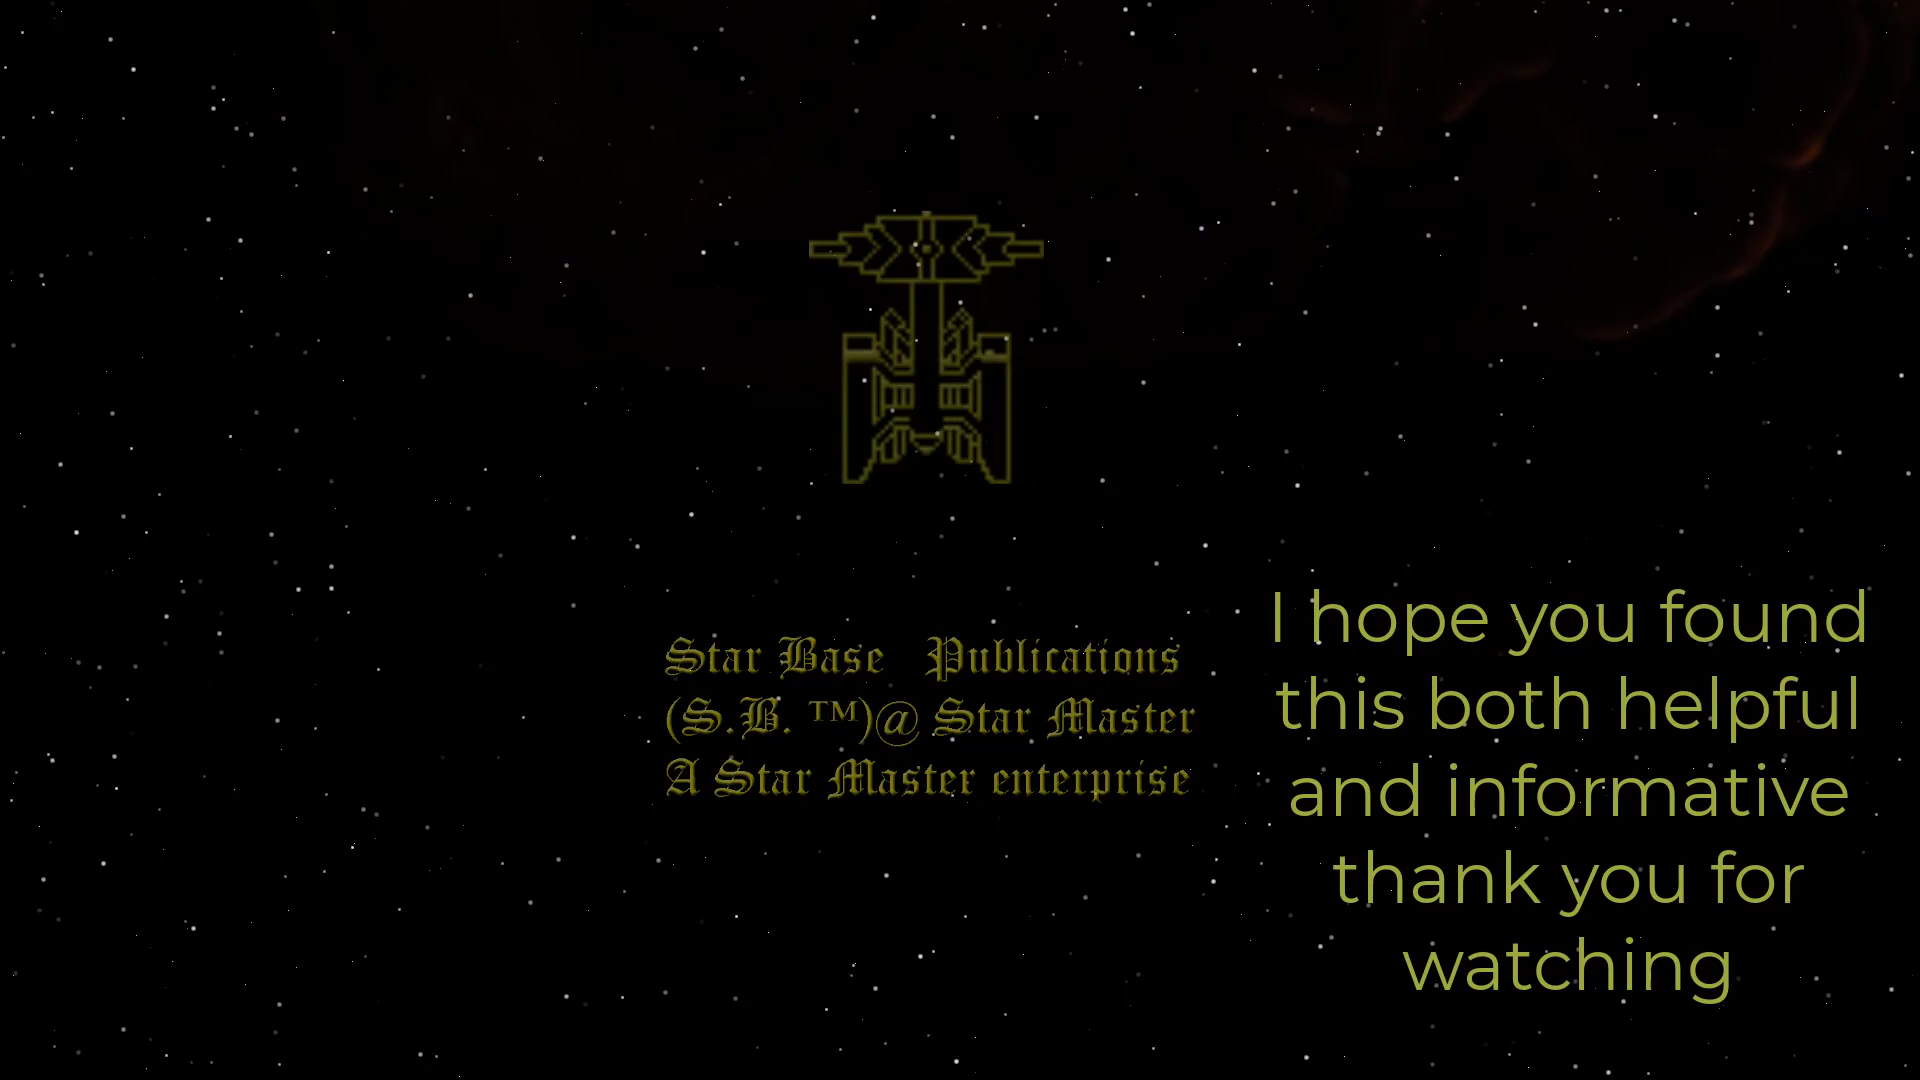 Star Base Publications
(S.B. ™)@ Star Master
A Star Master enterprise
I hope you found
this both helpful
and informative
thank you for
watching